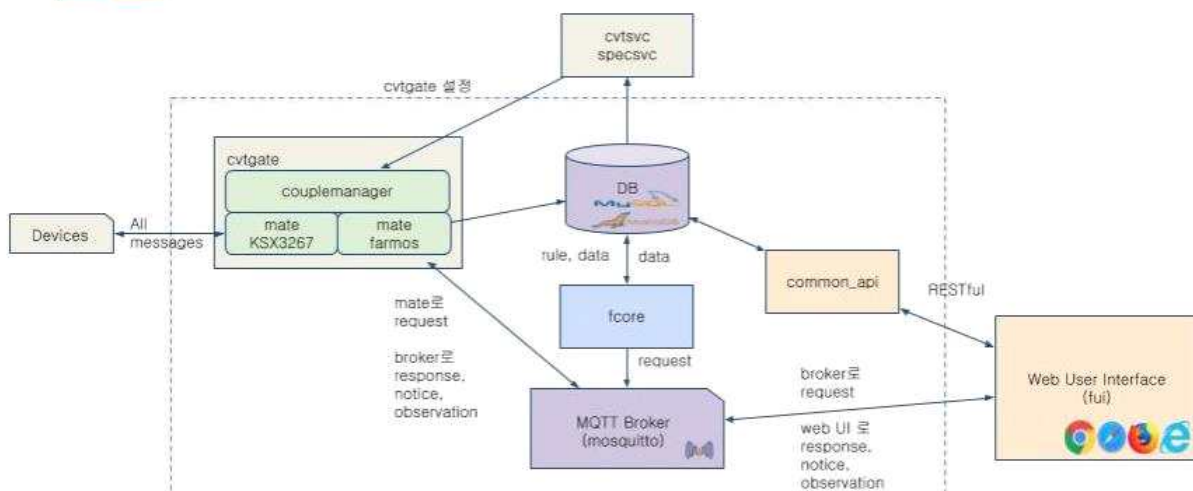 cvtsvc
specsvc
cvtgate 설정
cvtgate
couplemanager
mate
KSX3267
mate
farmos
Devices
All
messages
DB
MySQL
rule, data
data
common_api
RESTful
mate로
request
fcore
broker로
response,
notice,
observation
request
MQTT Broker
(mosquitto)
broker로
request
web UI 로
response,
notice,
observation
Web User Interface
(fui)